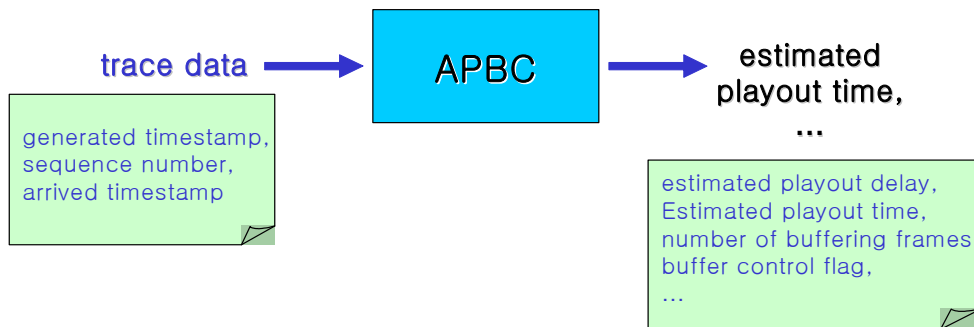 trace data
APBC
estimated
playout time,
...
generated timestamp,
sequence number,
arrived timestamp
estimated playout delay,
Estimated playout time,
number of buffering frames
buffer control flag,
...